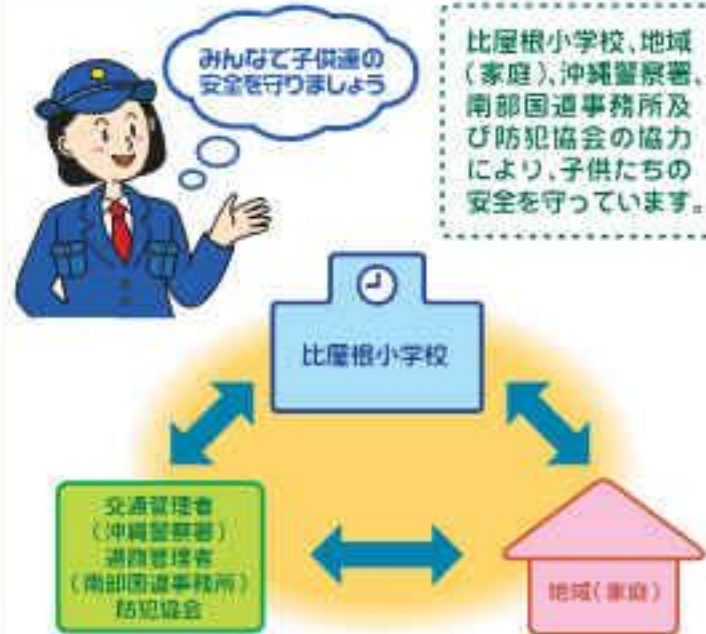 みんなで子供達の
安全を守りましょう
比屋根小学校、地域
(家庭)、沖縄警察署、
南部国道事務所及
び防犯協会の協力
により、子供たちの
安全を守っています。
比屋根小学校
交通管理者
(沖縄警察署)
道路管理者
(南部国道事務所)
防犯協会
地域(家庭)